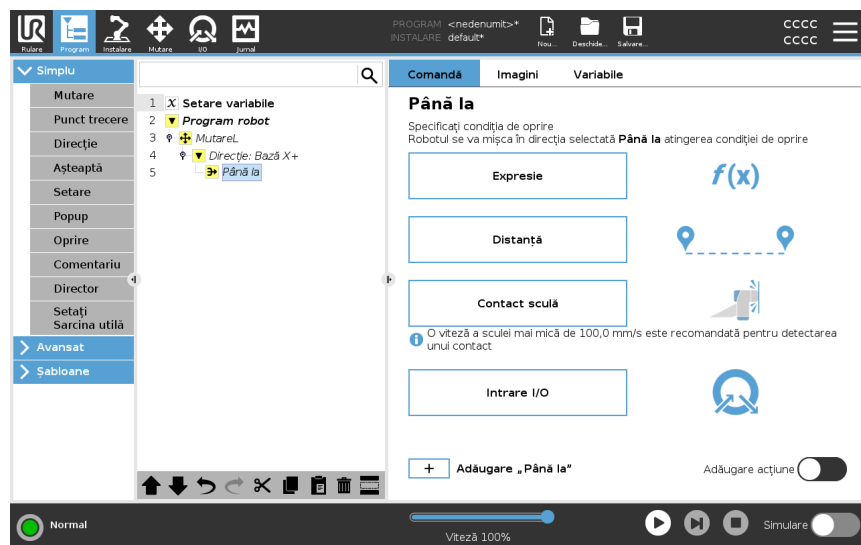 UR
Rulare
Program
Instalare
Mutare
I/O
Jurnal
PROGRAM <nedenumit>*
INSTALARE default*
Nou...
Deschide...
Salvare...
cccc
cccc
Simplu
Mutare
Punct trecere
Direcție
Așteaptă
Setare
Popup
Oprire
Comentariu
Director
Setați
Sarcina utilă
Avansat
Șabloane
1 X Setare variabile
2 Program robot
3 MutareL
4 Direcție: Bază X+
5 Până la
Comandă Imagini Variabile
Până la
Specificați condiția de oprire
Robotul se va mișca în direcția selectată Până la atingerea condiției de oprire
Expresie
f(x)
Distanță
Contact sculă
O viteză a sculei mai mică de 100,0 mm/s este recomandată pentru detectarea
unui contact
Intrare I/O
+ Adăugare „Până la”
Adăugare acțiune
Normal
Viteză 100%
Simulare